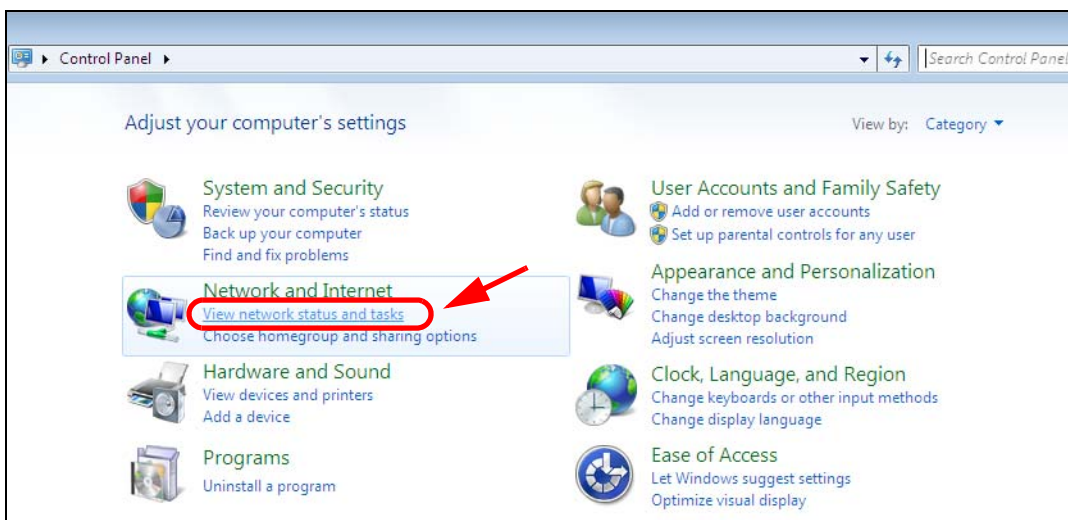 Control Panel
Search Control Panel
Adjust your computer's settings
View by: Category
System and Security
Review your computer's status
Back up your computer
Find and fix problems
Network and Internet
View network status and tasks
Choose homegroup and sharing options
Hardware and Sound
View devices and printers
Add a device
Programs
Uninstall a program
User Accounts and Family Safety
Add or remove user accounts
Set up parental controls for any user
Appearance and Personalization
Change the theme
Change desktop background
Adjust screen resolution
Clock, Language, and Region
Change keyboards or other input methods
Change display language
Ease of Access
Let Windows suggest settings
Optimize visual display